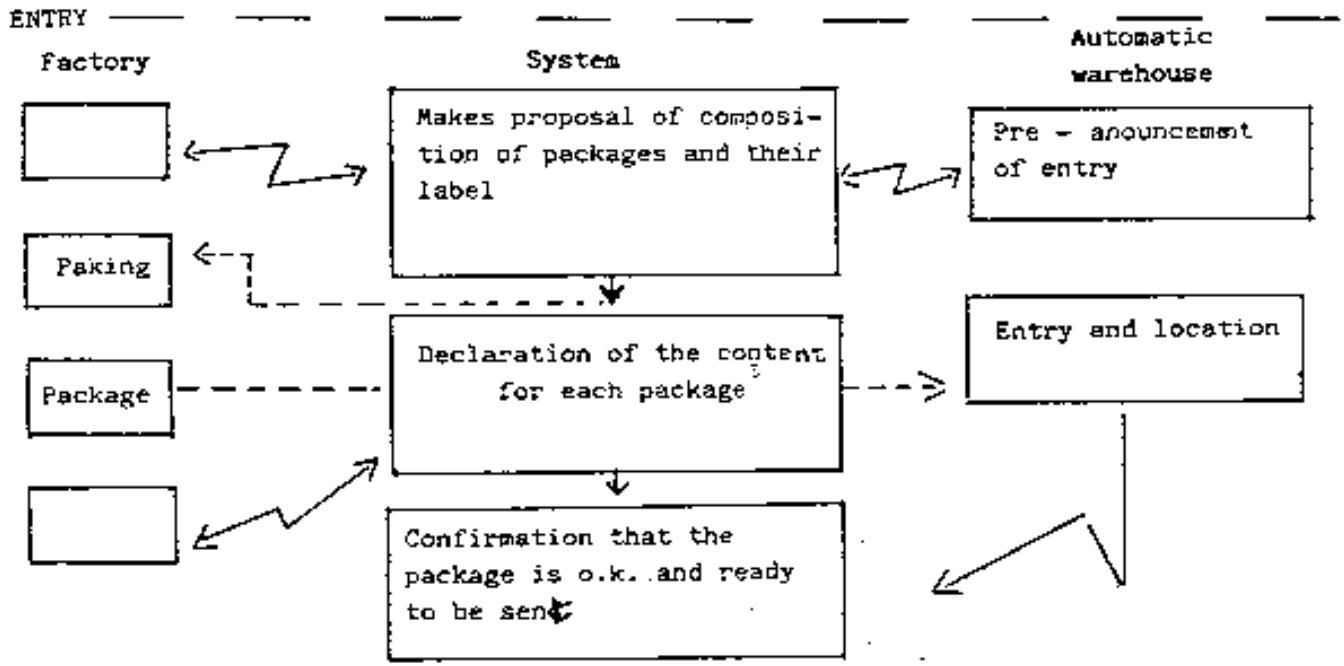 ENTRY
Factory
System
Automatic
warehouse
Makes proposal of composi-
tion of packages and their
label
Pre - anouncement
of entry
Paking
Declaration of the content
for each package
Entry and location
Package
Confirmation that the
package is o.k. and ready
to be sent